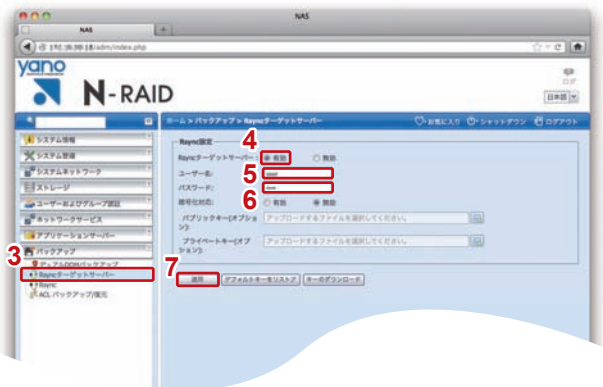 NAS
NAS
/adm/index.php
yano
N-RAID
ログ
日本語
ホーム > バックアップ > Rsyncターゲットサーバー
お気に入り
シャットダウン
ログアウト
システム情報
システム管理
システムネットワーク
ストレージ
ユーザーおよびグループ認証
ネットワークサービス
アプリケーションサーバー
3
バックアップ
デュアルDOMバックアップ
Rsyncターゲットサーバー
Rsync
ACL バックアップ/復元
Rsync設定
4
Rsyncターゲットサーバー: 有効 無効
5
ユーザー名:
パスワード:
6
暗号化対応: 有効 無効
パブリックキー(オプション): アップロードするファイルを選択してください。
プライベートキー(オプション): アップロードするファイルを選択してください。
7
適用 デフォルトキーをリストア キーのダウンロード